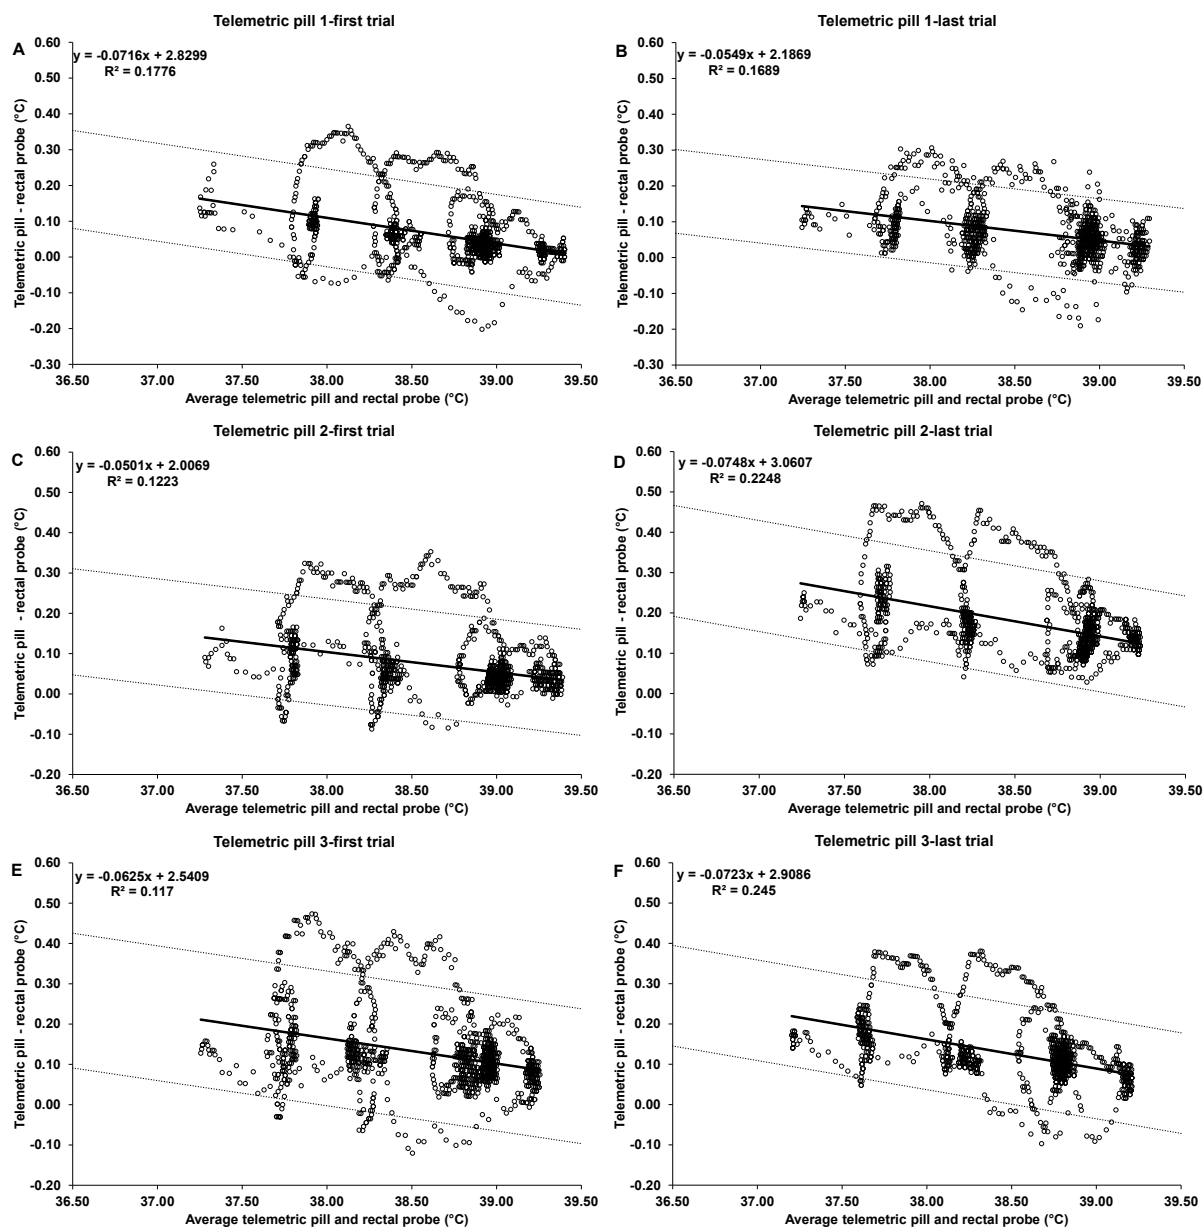 Telemetric pill 1-first trial
A
y = -0.0716x + 2.8299
R² = 0.1776
Telemetric pill - rectal probe (°C)
0.60
0.50
0.40
0.30
0.20
0.10
0.00
-0.10
-0.20
-0.30
36.50 37.00 37.50 38.00 38.50 39.00 39.50
Average telemetric pill and rectal probe (°C)
Telemetric pill 1-last trial
B
y = -0.0549x + 2.1869
R² = 0.1689
Telemetric pill - rectal probe (°C)
0.60
0.50
0.40
0.30
0.20
0.10
0.00
-0.10
-0.20
-0.30
36.50 37.00 37.50 38.00 38.50 39.00 39.50
Average telemetric pill and rectal probe (°C)
Telemetric pill 2-first trial
C
y = -0.0501x + 2.0069
R² = 0.1223
Telemetric pill - rectal probe (°C)
0.60
0.50
0.40
0.30
0.20
0.10
0.00
-0.10
-0.20
36.50 37.00 37.50 38.00 38.50 39.00 39.50
Average telemetric pill and rectal probe (°C)
Telemetric pill 2-last trial
D
y = -0.0748x + 3.0607
R² = 0.2248
Telemetric pill - rectal probe (°C)
0.60
0.50
0.40
0.30
0.20
0.10
0.00
-0.10
-0.20
36.50 37.00 37.50 38.00 38.50 39.00 39.50
Average telemetric pill and rectal probe (°C)
Telemetric pill 3-first trial
E
y = -0.0625x + 2.5409
R² = 0.117
Telemetric pill - rectal probe (°C)
0.60
0.50
0.40
0.30
0.20
0.10
0.00
-0.10
-0.20
36.50 37.00 37.50 38.00 38.50 39.00 39.50
Average telemetric pill and rectal probe (°C)
Telemetric pill 3-last trial
F
y = -0.0723x + 2.9086
R² = 0.245
Telemetric pill - rectal probe (°C)
0.60
0.50
0.40
0.30
0.20
0.10
0.00
-0.10
-0.20
36.50 37.00 37.50 38.00 38.50 39.00 39.50
Average telemetric pill and rectal probe (°C)